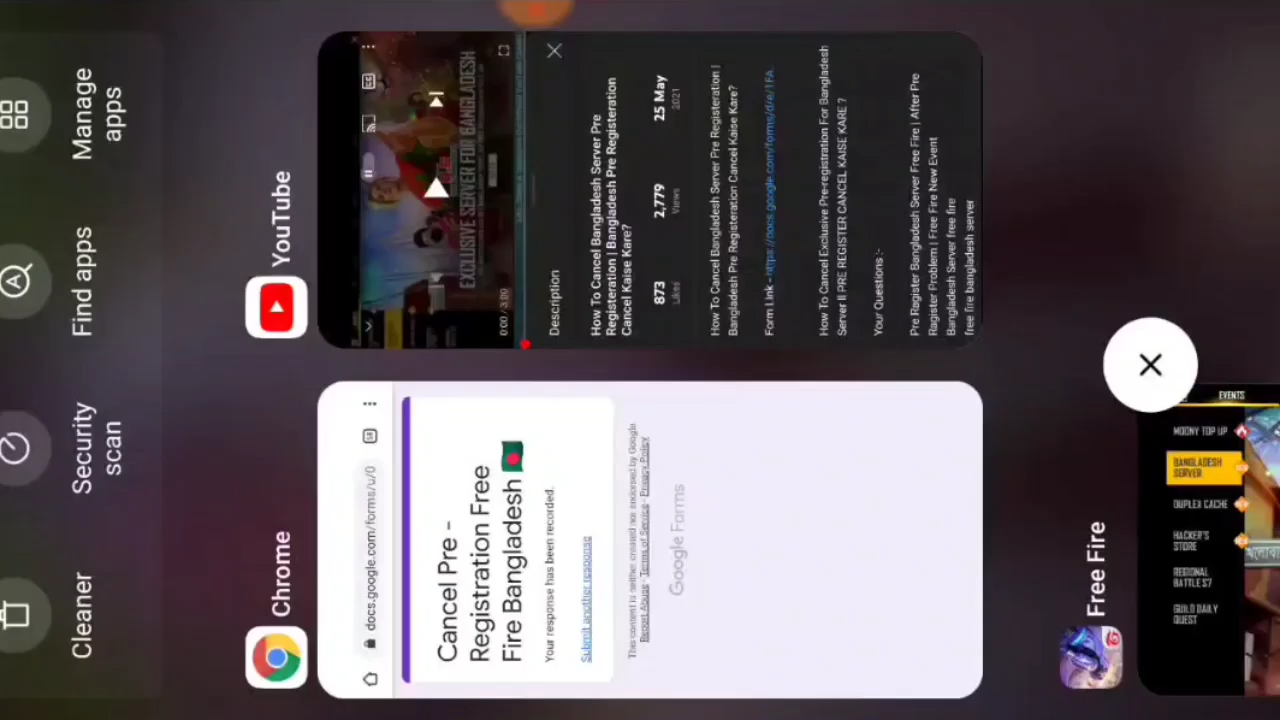 Manage
apps
Find apps
Security
scan
Cleaner
YouTube
EXCLUSIVE SERVER FOR BANGLADESH
0:00 / 3:00
Description
How To Cancel Bangladesh Server Pre
Registeration | Bangladesh Pre Registeration
Cancel Kaise Kare?
873
Likes
2,779
Views
25 May
2021
How To Cancel Bangladesh Server Pre Registeration |
Bangladesh Pre Registeration Cancel Kaise Kare?
Form Link - https://docs.google.com/forms/d/e/1FA..
How To Cancel Exclusive Pre-registration For Bangladesh
Server II PRE REGISTER CANCEL KAISE KARE ?
Your Questions :-
Pre Ragister Bangladesh Server Free Fire | After Pre
Ragister Problem | Free Fire New Event
Bangladesh Server free fire
free fire bangladesh server
Chrome
docs.google.com/forms/u/0
58
Cancel Pre -
Registration Free
Fire Bangladesh 🇧🇩
Your response has been recorded.
Submit another response
This content is neither created nor endorsed by Google.
Report Abuse - Terms of Service - Privacy Policy
Google Forms
Free Fire
EVENTS
MOONY TOP UP
BANGLADESH
SERVER
DUPLEX CACHE
HACKER'S
STORE
REGIONAL
BATTLE S7
GUILD DAILY
QUEST